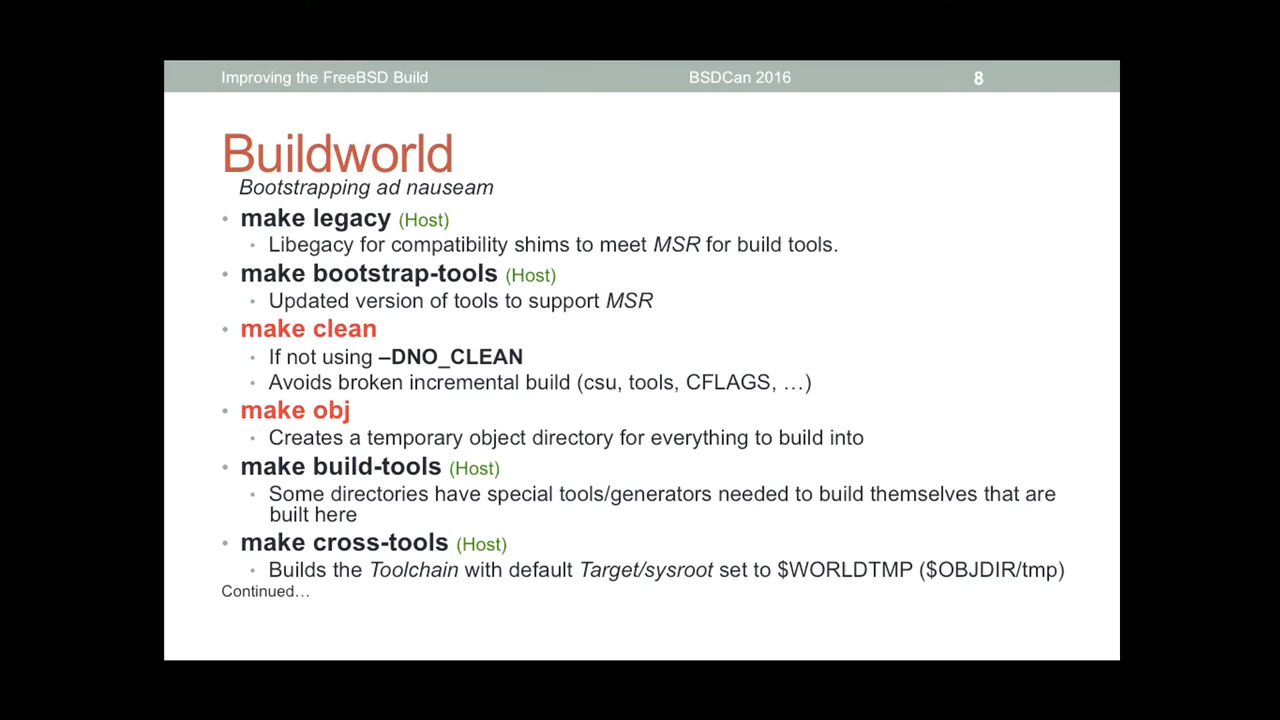 Improving the FreeBSD Build BSDCan 2016 8
Buildworld
Bootstrapping ad nauseam
• make legacy (Host)
• Libegacy for compatibility shims to meet MSR for build tools.
• make bootstrap-tools (Host)
• Updated version of tools to support MSR
• make clean
• If not using –DNO_CLEAN
• Avoids broken incremental build (csu, tools, CFLAGS, …)
• make obj
• Creates a temporary object directory for everything to build into
• make build-tools (Host)
• Some directories have special tools/generators needed to build themselves that are
built here
• make cross-tools (Host)
• Builds the Toolchain with default Target/sysroot set to $WORLDTMP ($OBJDIR/tmp)
Continued…